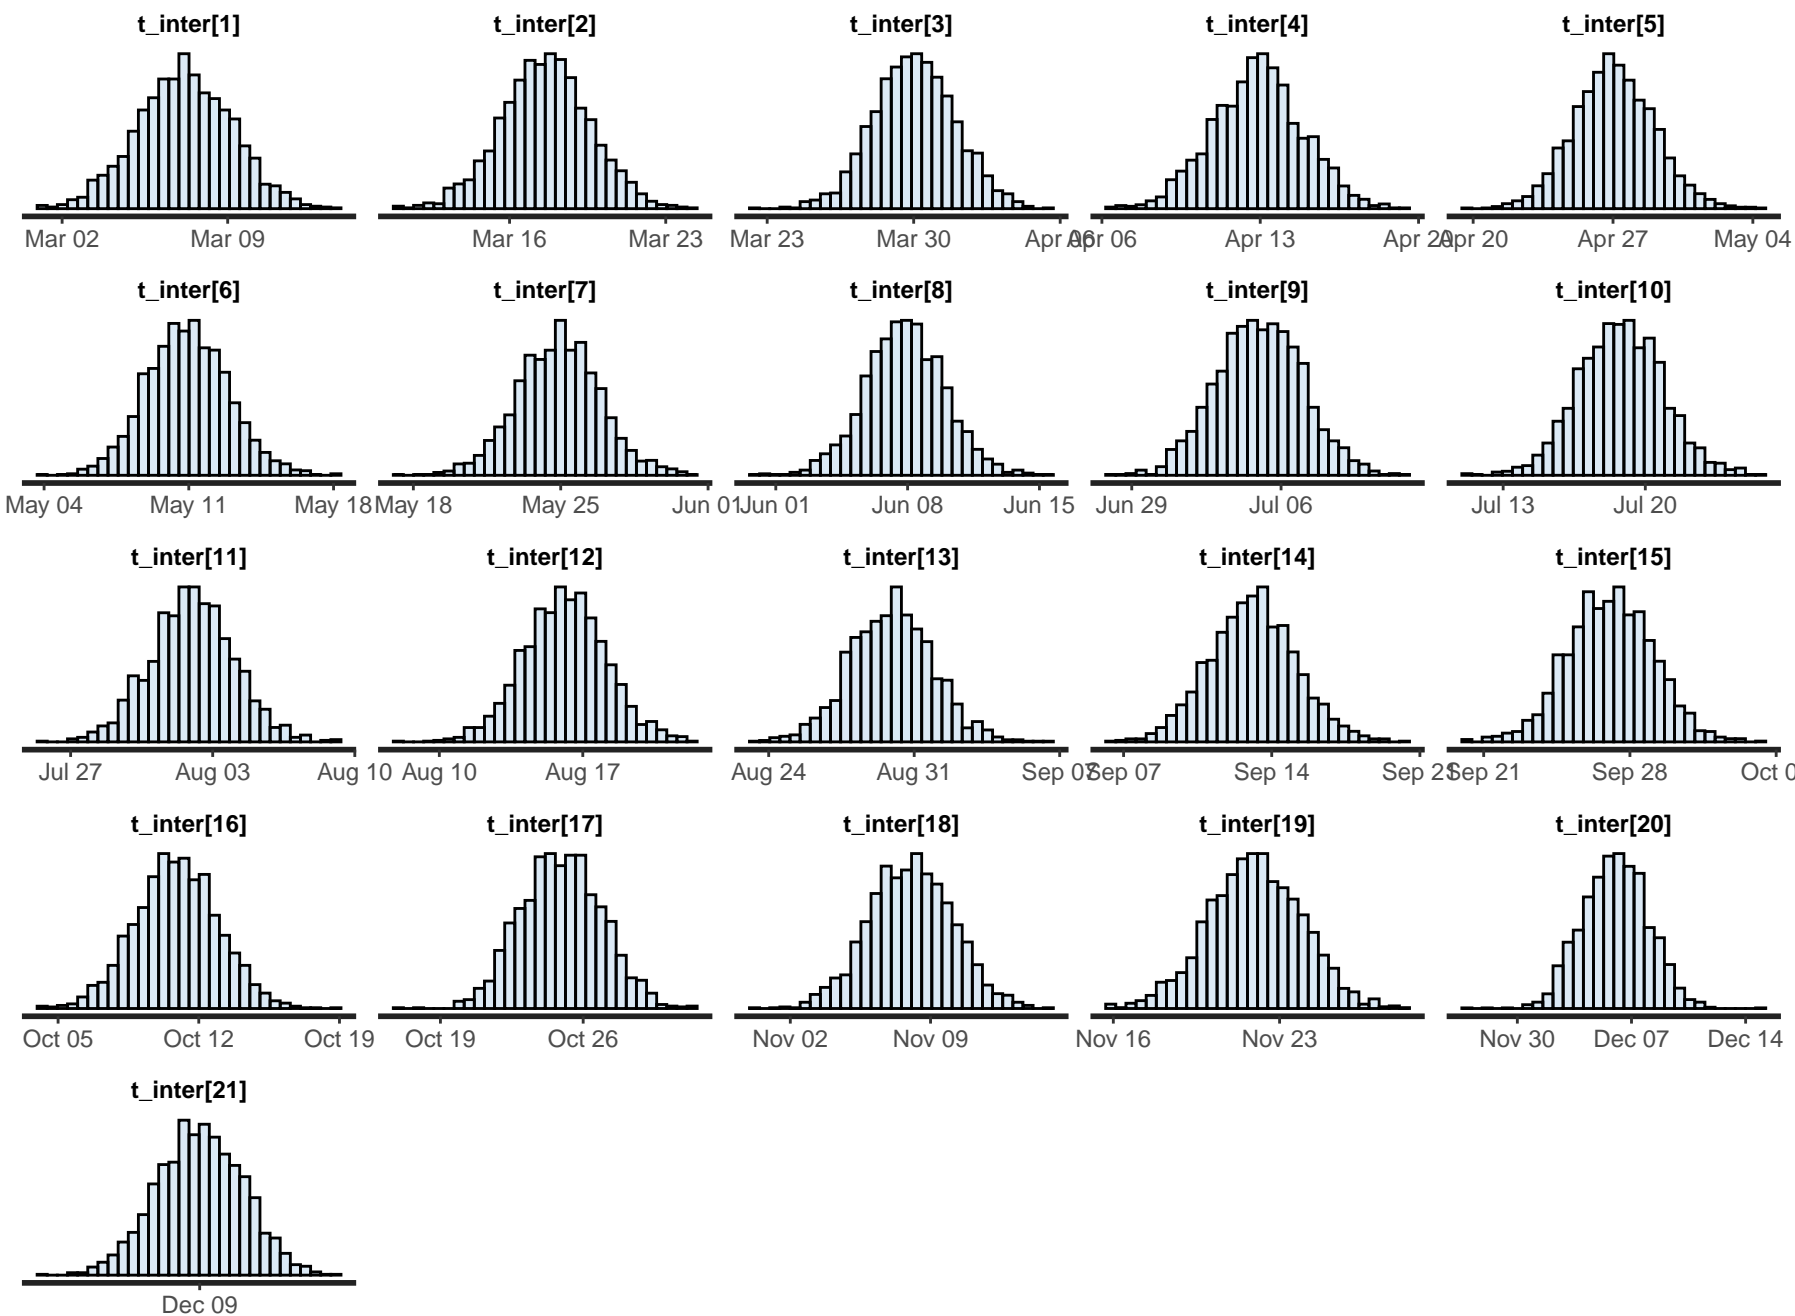 t_inter[1] t_inter[2] t_inter[3] t_inter[4] t_inter[5]
Mar 02 Mar 09 Mar 16 Mar 23 Mar 23 Mar 30 Apr 06 Apr 06 Apr 13 Apr 20 Apr 20 Apr 27 May 04
t_inter[6] t_inter[7] t_inter[8] t_inter[9] t_inter[10]
May 04 May 11 May 18 May 18 May 25 Jun 01 Jun 01 Jun 08 Jun 15 Jun 29 Jul 06 Jul 13 Jul 20
t_inter[11] t_inter[12] t_inter[13] t_inter[14] t_inter[15]
Jul 27 Aug 03 Aug 10 Aug 10 Aug 17 Aug 24 Aug 31 Sep 07 Sep 07 Sep 14 Sep 21 Sep 21 Sep 28 Oct 0
t_inter[16] t_inter[17] t_inter[18] t_inter[19] t_inter[20]
Oct 05 Oct 12 Oct 19 Oct 19 Oct 26 Nov 02 Nov 09 Nov 16 Nov 23 Nov 30 Dec 07 Dec 14
t_inter[21]
Dec 09